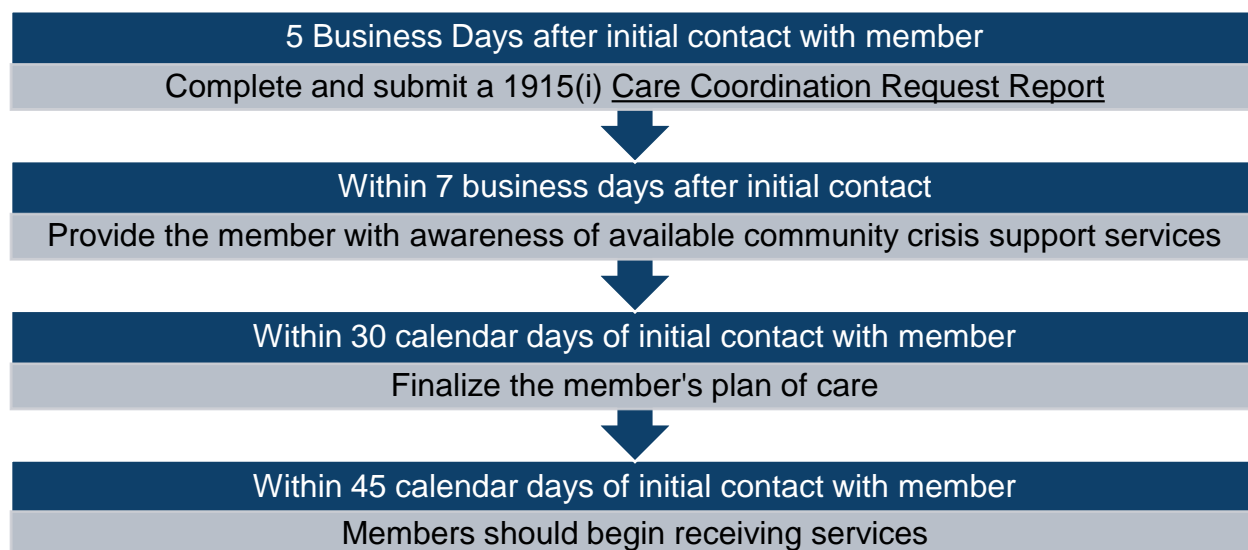 5 Business Days after initial contact with member
Complete and submit a 1915(i) Care Coordination Request Report
Within 7 business days after initial contact
Provide the member with awareness of available community crisis support services
Within 30 calendar days of initial contact with member
Finalize the member's plan of care
Within 45 calendar days of initial contact with member
Members should begin receiving services